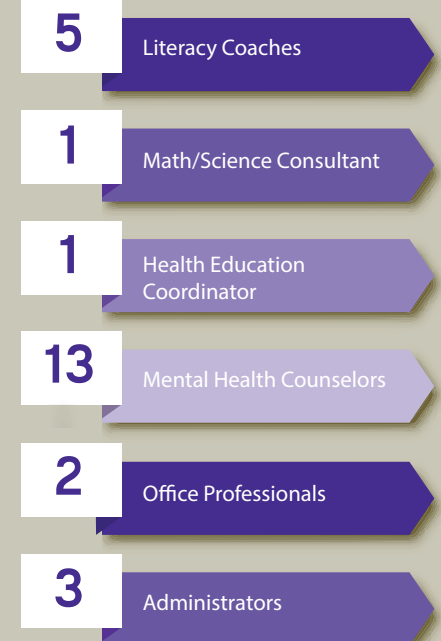 5
Literacy Coaches
1
Math/Science Consultant
1
Health Education
Coordinator
13
Mental Health Counselors
2
Office Professionals
3
Administrators